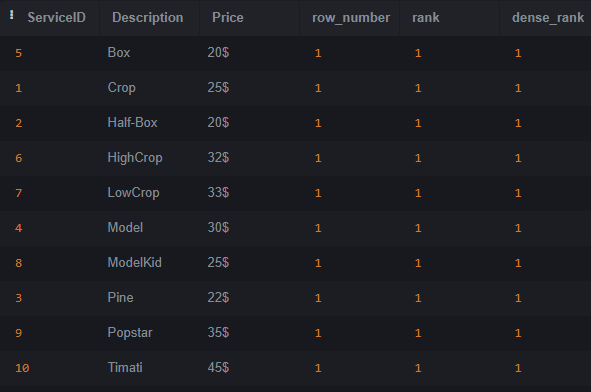 ServiceID Description Price row_number rank dense_rank
5 Box 20$ 1 1 1
1 Crop 25$ 1 1 1
2 Half-Box 20$ 1 1 1
6 HighCrop 32$ 1 1 1
7 LowCrop 33$ 1 1 1
4 Model 30$ 1 1 1
8 ModelKid 25$ 1 1 1
3 Pine 22$ 1 1 1
9 Popstar 35$ 1 1 1
10 Timati 45$ 1 1 1